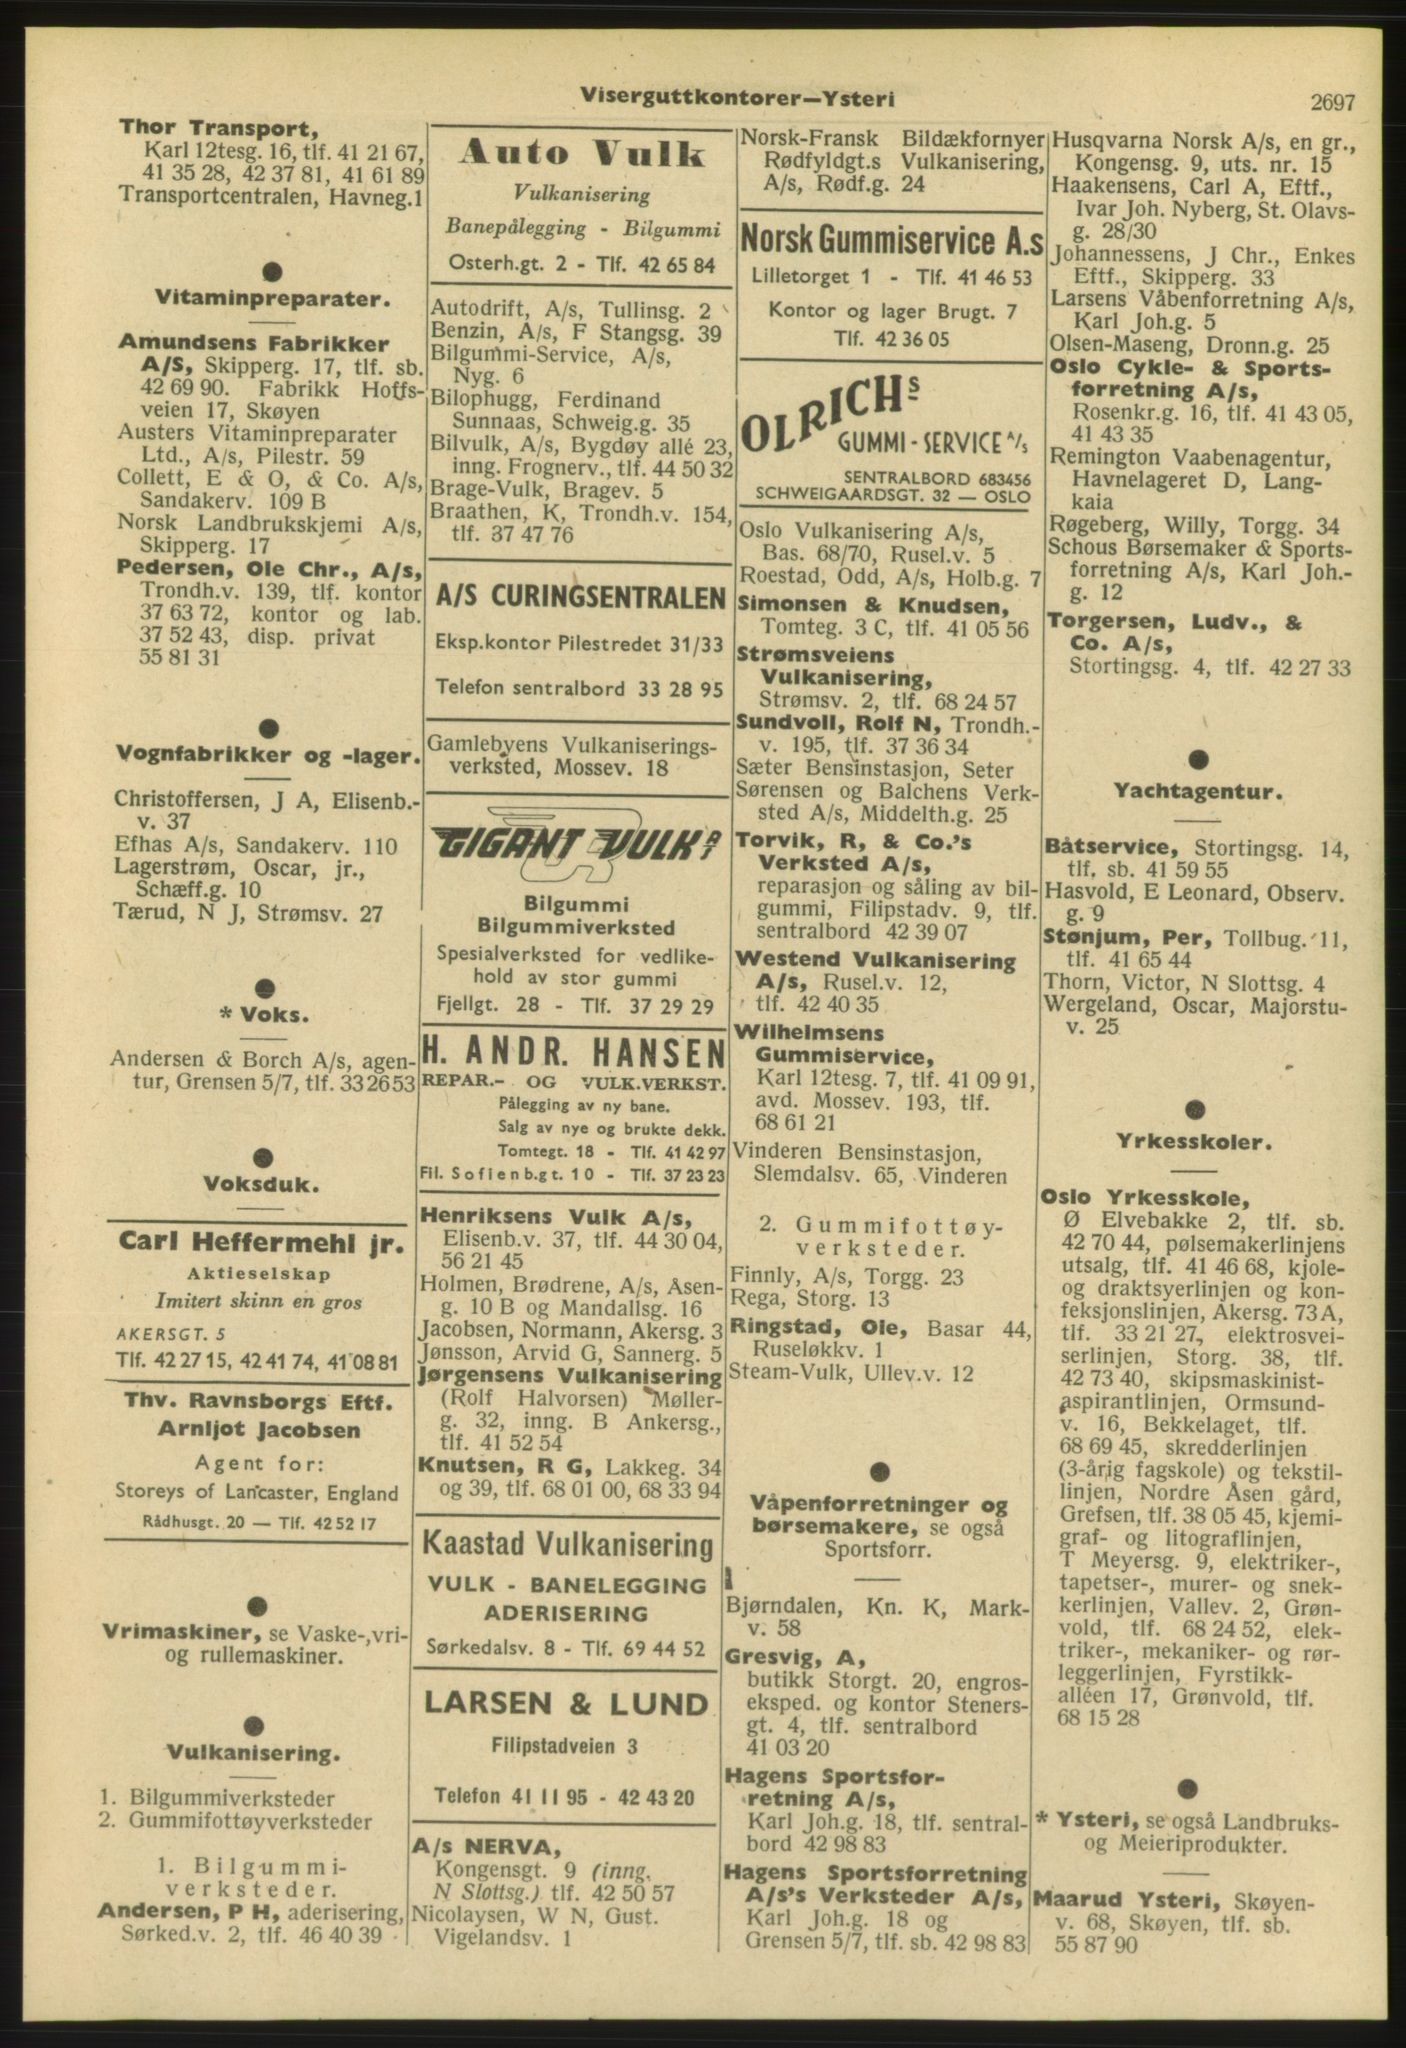 Viserguttkontorer—Ysteri
2697
Thor Transport,
Karl 12tesg. 16, tlf. 41 21 67,
41 35 28, 42 37 81, 41 61 89
Transportcentralen, Havneg.1
Vitaminpreparater.
Amundsens Fabrikker
A/S, Skipperg. 17, tlf. sb.
42 69 90. Fabrikk Hoffs-
veien 17, Skøyen
Austers Vitaminpreparater
Ltd., A/s, Pilestr. 59
Collett, E & O, & Co. A/s,
Sandakerv. 109 B
Norsk Landbrukskjemi A/s,
Skipperg. 17
Pedersen, Ole Chr., A/s,
Trondh.v. 139, tlf. kontor
37 63 72, kontor og lab.
37 52 43, disp. privat
55 81 31
Vognfabrikker og -lager.
Christoffersen, J A, Elisenb.-
v. 37
Efhas A/s, Sandakerv. 110
Lagerstrøm, Oscar, jr.,
Schæff.g. 10
Tærud, N J, Strømsv. 27
* Voks.
Andersen & Borch A/s, agen-
tur, Grensen 5/7, tlf. 33 26 53
Voksduk.
Carl Heffermehl jr.
Aktieselskap
Imitert skinn en gros
AKERSGT. 5
Tlf. 42 27 15, 42 41 74, 41 08 81
Thv. Ravnsborgs Eftf.
Arnljot Jacobsen
Agent for:
Storeys of Lancaster, England
Rådhusgt. 20 — Tlf. 42 52 17
Vrimaskiner, se Vaske-,vri-
og rullemaskiner.
Vulkanisering.
1. Bilgummiverksteder
2. Gummifottøyverksteder
1. Bilgummi-
verksteder.
Andersen, P H, aderisering,
Sørked.v. 2, tlf. 46 40 39
Auto Vulk
Vulkanisering
Banepålegging - Bilgummi
Osterh.gt. 2 - Tlf. 42 65 84
Autodrift, A/s, Tullinsg. 2
Benzin, A/s, F Stangsg. 39
Bilgummi-Service, A/s,
Nyg. 6
Bilophugg, Ferdinand
Sunnaas, Schweig.g. 35
Bilvulk, A/s, Bygdøy allé 23,
inng. Frognerv., tlf. 44 50 32
Brage-Vulk, Bragev. 5
Braathen, K, Trondh.v. 154,
tlf. 37 47 76
A/S CURINGSENTRALEN
Eksp.kontor Pilestredet 31/33
Telefon sentralbord 33 28 95
Gamlebyens Vulkaniserings-
verksted, Mossev. 18
GIGANT VULK A/S
Bilgummi
Bilgummiverksted
Spesialverksted for vedlike-
hold av stor gummi
Fjellgt. 28 - Tlf. 37 29 29
H. ANDR. HANSEN
REPAR.- OG VULK.VERKST.
Pålegging av ny bane.
Salg av nye og brukte dekk.
Tomtegt. 18 - Tlf. 41 42 97
Fil. Sofienb.gt. 10 - Tlf. 37 23 23
Henriksens Vulk A/s,
Elisenb.v. 37, tlf. 44 30 04,
56 21 45
Holmen, Brødrene, A/s, Åsen-
g. 10 B og Mandallsg. 16
Jacobsen, Normann, Akersg. 3
Jønsson, Arvid G, Sannerg. 5
Jørgensens Vulkanisering
(Rolf Halvorsen) Møller-
g. 32, inng. B Ankersg.,
tlf. 41 52 54
Knutsen, R G, Lakkeg. 34
og 39, tlf. 68 01 00, 68 33 94
Kaastad Vulkanisering
VULK - BANELEGGING
ADERISERING
Sørkedalsv. 8 - Tlf. 69 44 52
LARSEN & LUND
Filipstadveien 3
Telefon 41 11 95 - 42 43 20
A/s NERVA,
Kongensgt. 9 (inng.
N Slottsg.) tlf. 42 50 57
Nicolaysen, W N, Gust.
Vigelandsv. 1
Norsk-Fransk Bildækfornyer
Rødfyldgt.s Vulkanisering,
A/s, Rødf.g. 24
Norsk Gummiservice A.s
Lilletorget 1 - Tlf. 41 46 53
Kontor og lager Brugt. 7
Tlf. 42 36 05
OLRICHS
GUMMI-SERVICE A/S
SENTRALBORD 683456
SCHWEIGAARDSGT. 32 — OSLO
Oslo Vulkanisering A/s,
Bas. 68/70, Rusel.v. 5
Roestad, Odd, A/s, Holb.g. 7
Simonsen & Knudsen,
Tomteg. 3 C, tlf. 41 05 56
Strømsveiens
Vulkanisering,
Strømsv. 2, tlf. 68 24 57
Sundvoll, Rolf N, Trondh.-
v. 195, tlf. 37 36 34
Sæter Bensinstasjon, Seter
Sørensen og Balchens Verk-
sted A/s, Middelth.g. 25
Torvik, R, & Co.'s
Verksted A/s,
reparasjon og såling av bil-
gummi, Filipstadv. 9, tlf.
sentralbord 42 39 07
Westend Vulkanisering
A/s, Rusel.v. 12,
tlf. 42 40 35
Wilhelmsens
Gummiservice,
Karl 12tesg. 7, tlf. 41 09 91,
avd. Mossev. 193, tlf.
68 61 21
Vinderen Bensinstasjon,
Slemdalsv. 65, Vinderen
2. Gummifottøy-
verksteder.
Finnly, A/s, Torgg. 23
Rega, Storg. 13
Ringstad, Ole, Basar 44,
Ruseløkkv. 1
Steam-Vulk, Ullev.v. 12
Våpenforretninger og
børsemakere, se også
Sportsforr.
Bjørndalen, Kn. K, Mark-
v. 58
Gresvig, A,
butikk Storgt. 20, engros-
eksped. og kontor Steners-
gt. 4, tlf. sentralbord
41 03 20
Hagens Sportsfor-
retning A/s,
Karl Joh.g. 18, tlf. sentral-
bord 42 98 83
Hagens Sportsforretning
A/s's Verksteder A/s,
Karl Joh.g. 18 og
Grensen 5/7, tlf. sb. 42 98 83
Husqvarna Norsk A/s, en gr.,
Kongensg. 9, uts. nr. 15
Haakensens, Carl A, Eftf.,
Ivar Joh. Nyberg, St. Olavs-
g. 28/30
Johannessens, J Chr., Enkes
Eftf., Skipperg. 33
Larsens Våbenforretning A/s,
Karl Joh.g. 5
Olsen-Maseng, Dronn.g. 25
Oslo Cykle- & Sports-
forretning A/s,
Rosenkr.g. 16, tlf. 41 43 05,
41 43 35
Remington Vaabenagentur,
Havnelageret D, Lang-
kaia
Røgeberg, Willy, Torgg. 34
Schous Børsemaker & Sports-
forretning A/s, Karl Joh.-
g. 12
Torgersen, Ludv., &
Co. A/s,
Stortingsg. 4, tlf. 42 27 33
Yachtagentur.
Båtservice, Stortingsg. 14,
tlf. sb. 41 59 55
Hasvold, E Leonard, Observ.
g. 9
Stønjum, Per, Tollbug. 11,
tlf. 41 65 44
Thorn, Victor, N Slottsg. 4
Wergeland, Oscar, Majorstu-
v. 25
Yrkesskoler.
Oslo Yrkesskole,
Ø Elvebakke 2, tlf. sb.
42 70 44, pølsemakerlinjens
utsalg, tlf. 41 46 68, kjole-
og draktsyerlinjen og kon-
feksjonslinjen, Akersg. 73 A,
tlf. 33 21 27, elektrosvei-
serlinjen, Storg. 38, tlf.
42 73 40, skipsmaskinist-
aspirantlinjen, Ormsund-
v. 16, Bekkelaget, tlf.
68 69 45, skredderlinjen
(3-årig fagskole) og tekstil-
linjen, Nordre Åsen gård,
Grefsen, tlf. 38 05 45, kjemi-
graf- og litograflinjen,
T Meyersg. 9, elektriker-,
tapetser-, murer- og snek-
kerlinjen, Vallev. 2, Grøn-
vold, tlf. 68 24 52, elek-
triker-, mekaniker- og rør-
leggerlinjen, Fyrstikk-
alléen 17, Grønvold, tlf.
68 15 28
* Ysteri, se også Landbruks-
og Meieriprodukter.
Maarud Ysteri, Skøyen-
v. 68, Skøyen, tlf. sb.
55 87 90